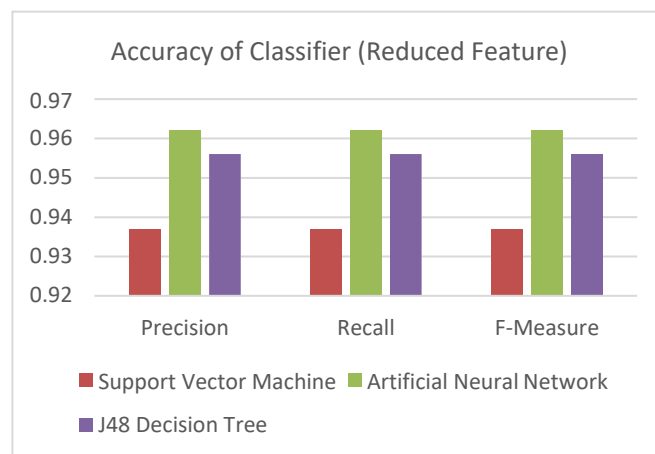 Accuracy of Classifier (Reduced Feature)
0.97
0.96
0.95
0.94
0.93
0.92
Precision Recall F-Measure
Support Vector Machine Artificial Neural Network
J48 Decision Tree